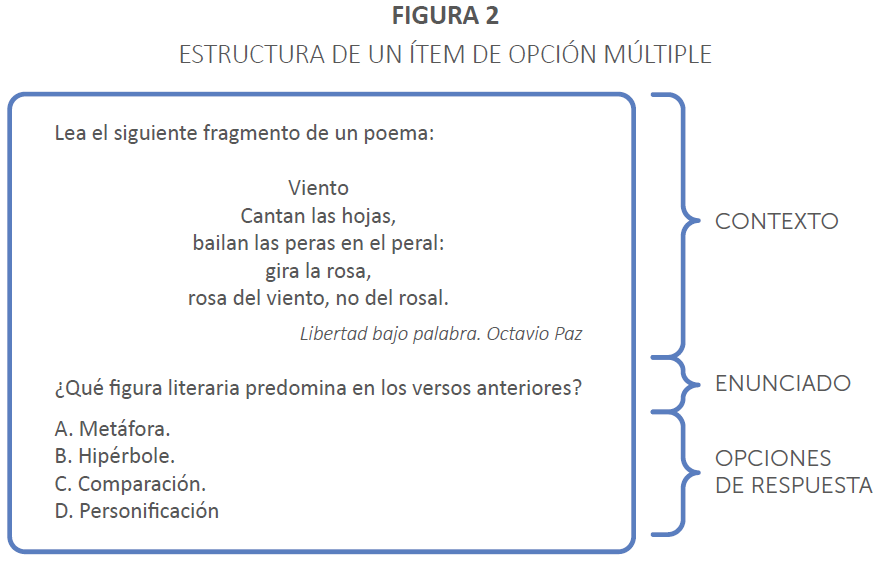 FIGURA 2
ESTRUCTURA DE UN ÍTEM DE OPCIÓN MÚLTIPLE
Lea el siguiente fragmento de un poema:
Viento
Cantan las hojas,
bailan las peras en el peral:
gira la rosa,
rosa del viento, no del rosal.
Libertad bajo palabra. Octavio Paz
¿Qué figura literaria predomina en los versos anteriores?
A. Metáfora.
B. Hipérbole.
C. Comparación.
D. Personificación
CONTEXTO
ENUNCIADO
OPCIONES
DE RESPUESTA